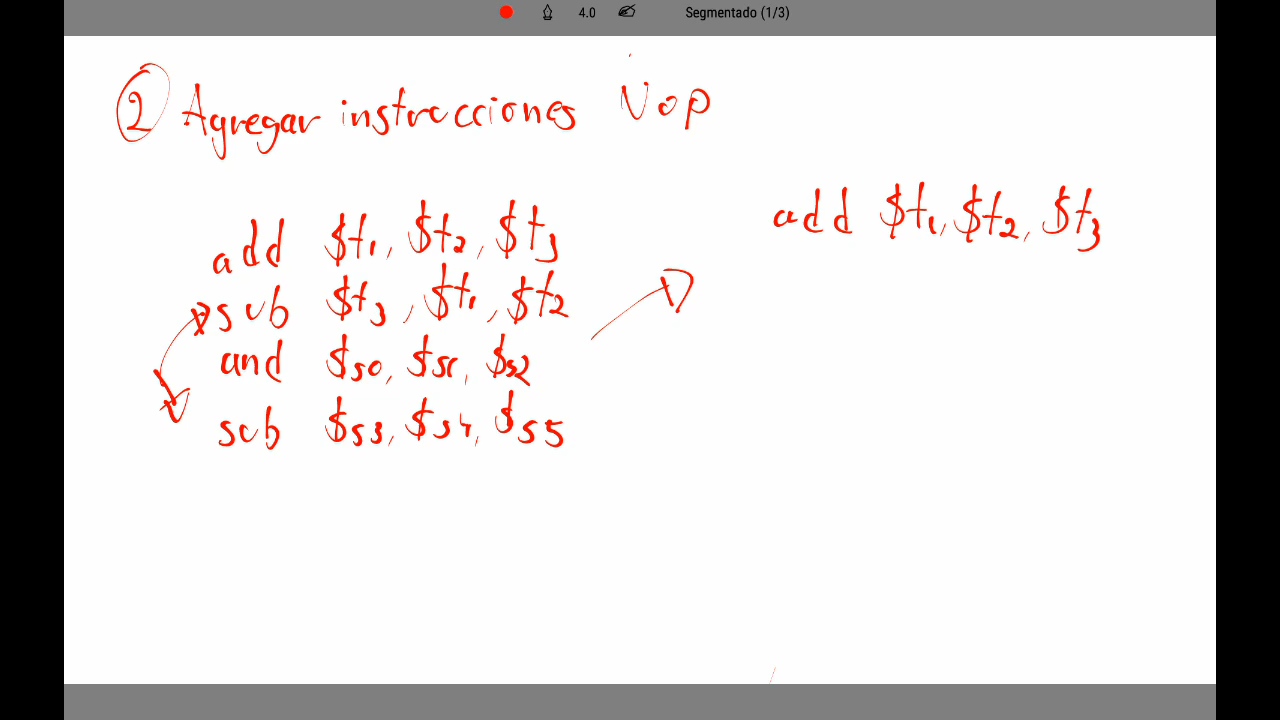 4.0 Segmentado (1/3)
2 Agregar instrucciones Nop
add $t1, $t2, $t3
sub $t3, $t1, $t2
and $s0, $s1, $s2
sub $s3, $s4, $s5
add $t1, $t2, $t3